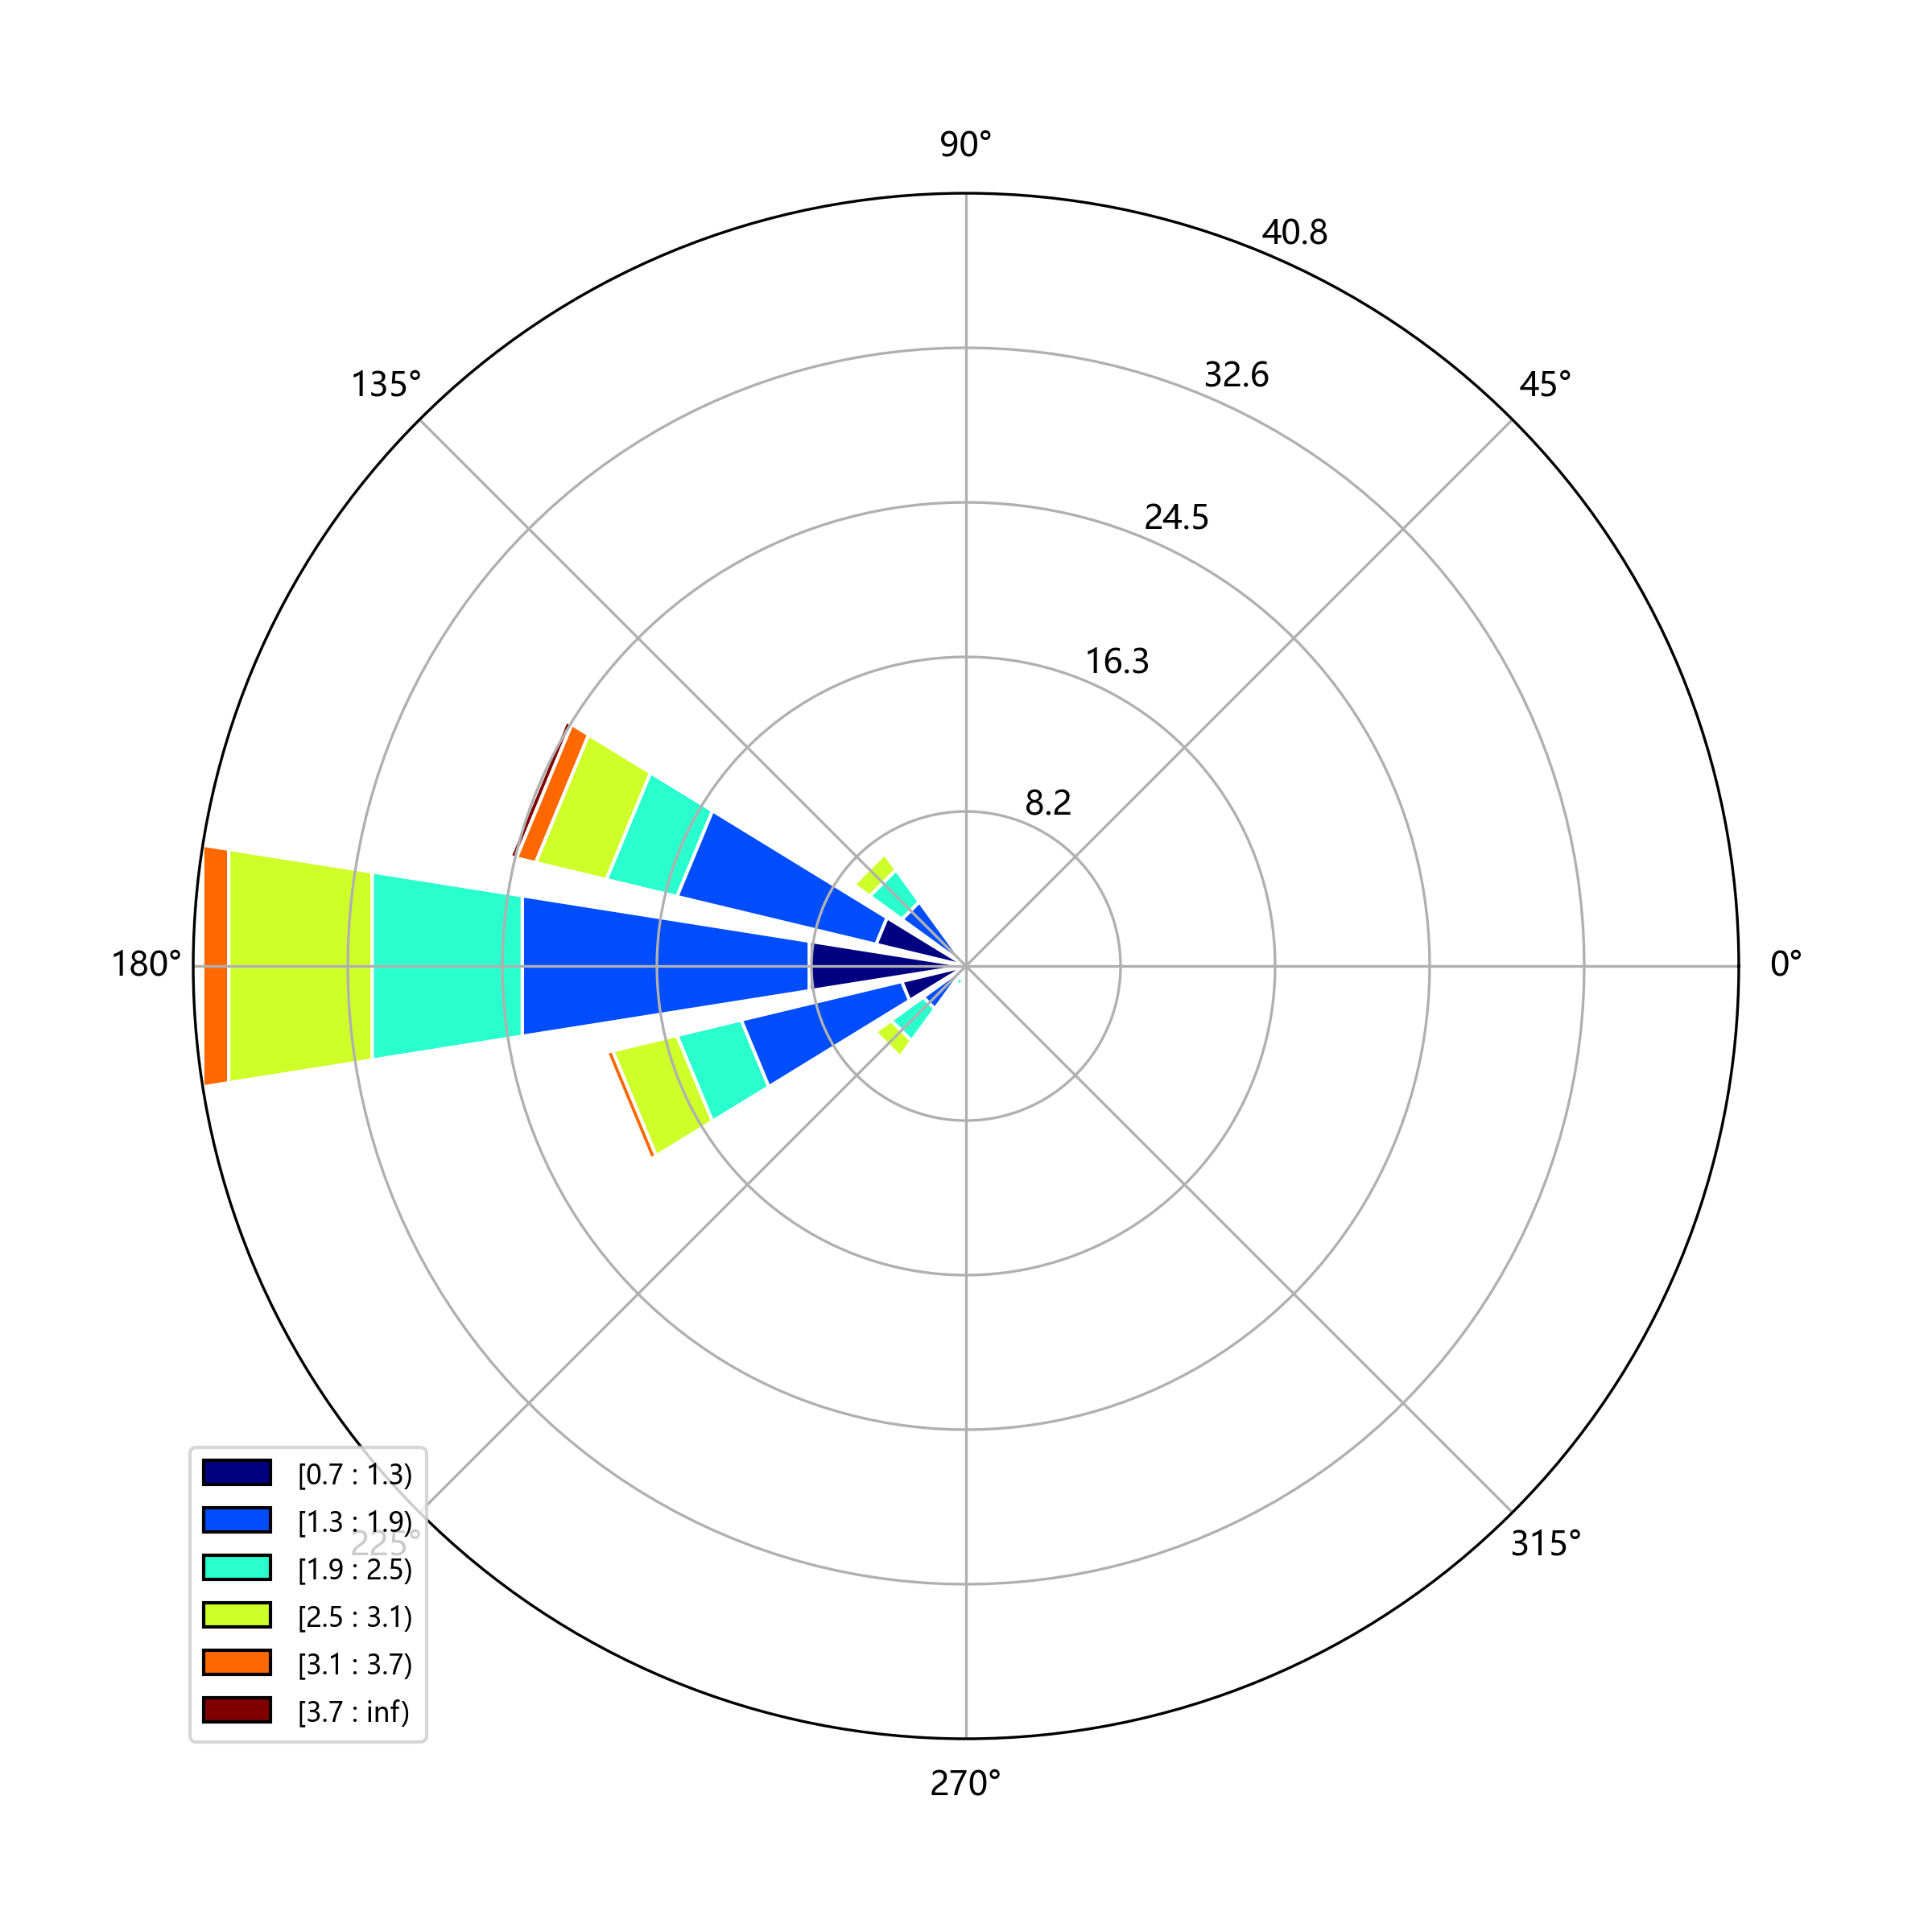 90°
40.8
32.6
135°
45°
24.5
16.3
8.2
180°
0°
[0.7 : 1.3)
[1.3 : 1.9)
225°
315°
[1.9 : 2.5)
[2.5 : 3.1)
[3.1 : 3.7)
[3.7 : inf)
270°